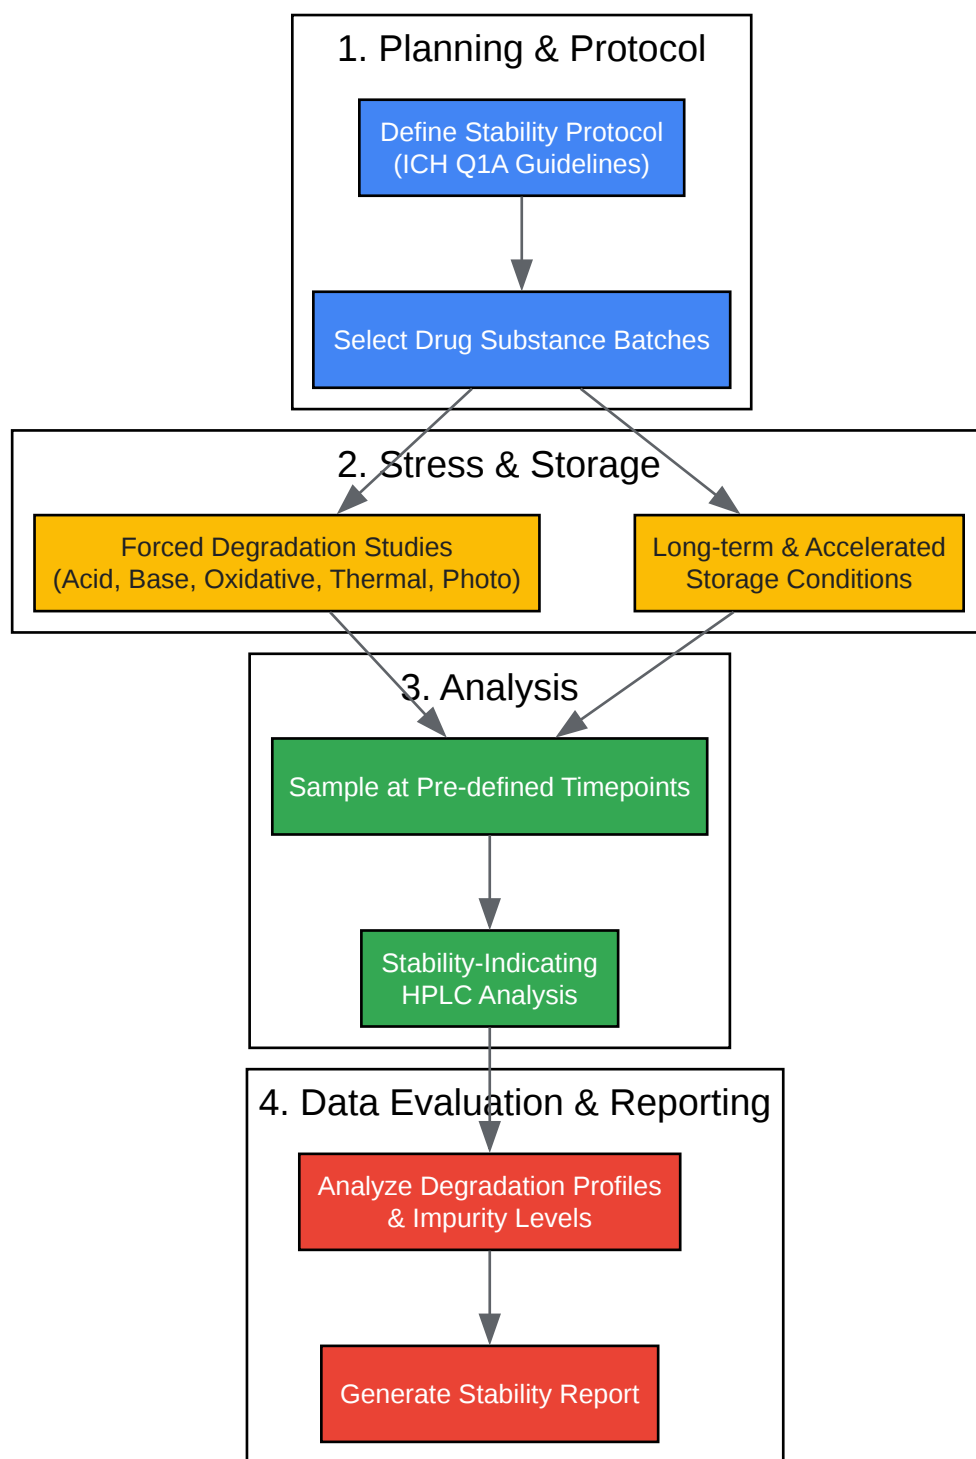 1. Planning & Protocol
Define Stability Protocol
(ICH Q1A Guidelines)
Select Drug Substance Batches
2. Stress & Storage
Forced Degradation Studies
(Acid, Base, Oxidative, Thermal, Photo)
Long-term & Accelerated
Storage Conditions
3. Analysis
Sample at Pre-defined Timepoints
Stability-Indicating
HPLC Analysis
4. Data Evaluation & Reporting
Analyze Degradation Profiles
& Impurity Levels
Generate Stability Report